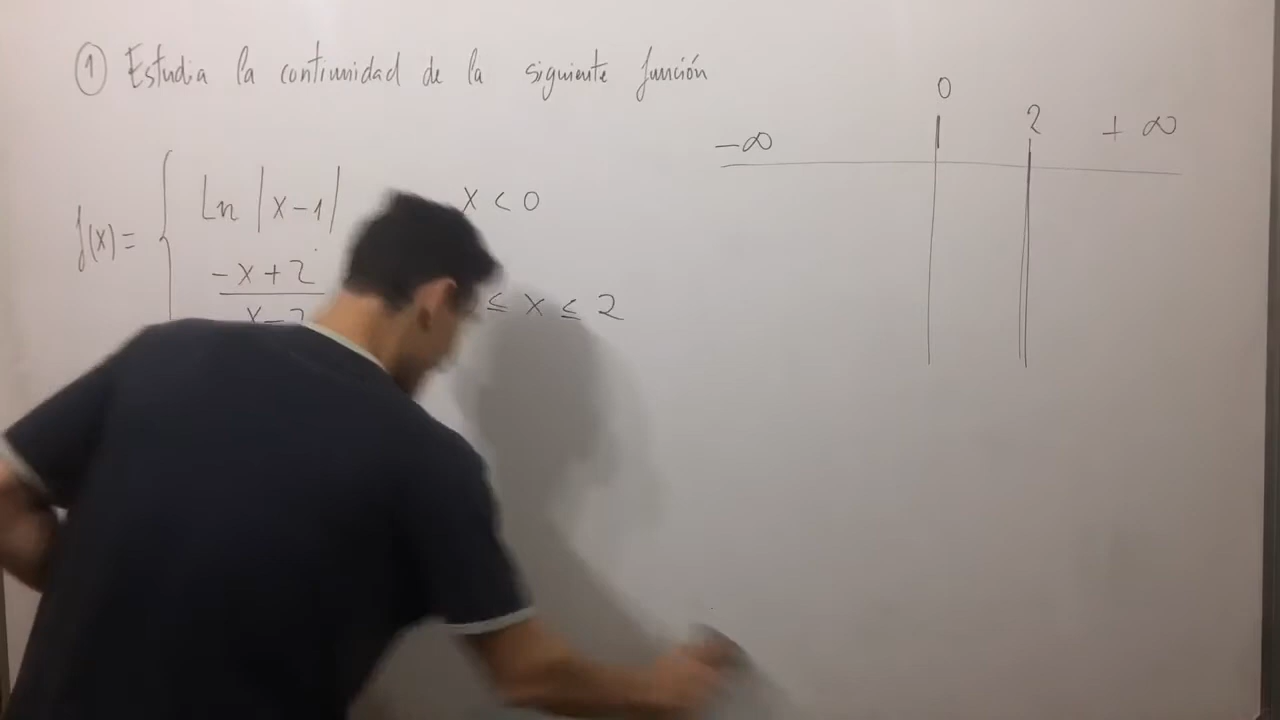 ① Estudia la continuidad de la siguiente función
0
2
-∞ + ∞
f(x) = { Ln |x-1| x < 0
-x+2
x-2 ≤ x ≤ 2